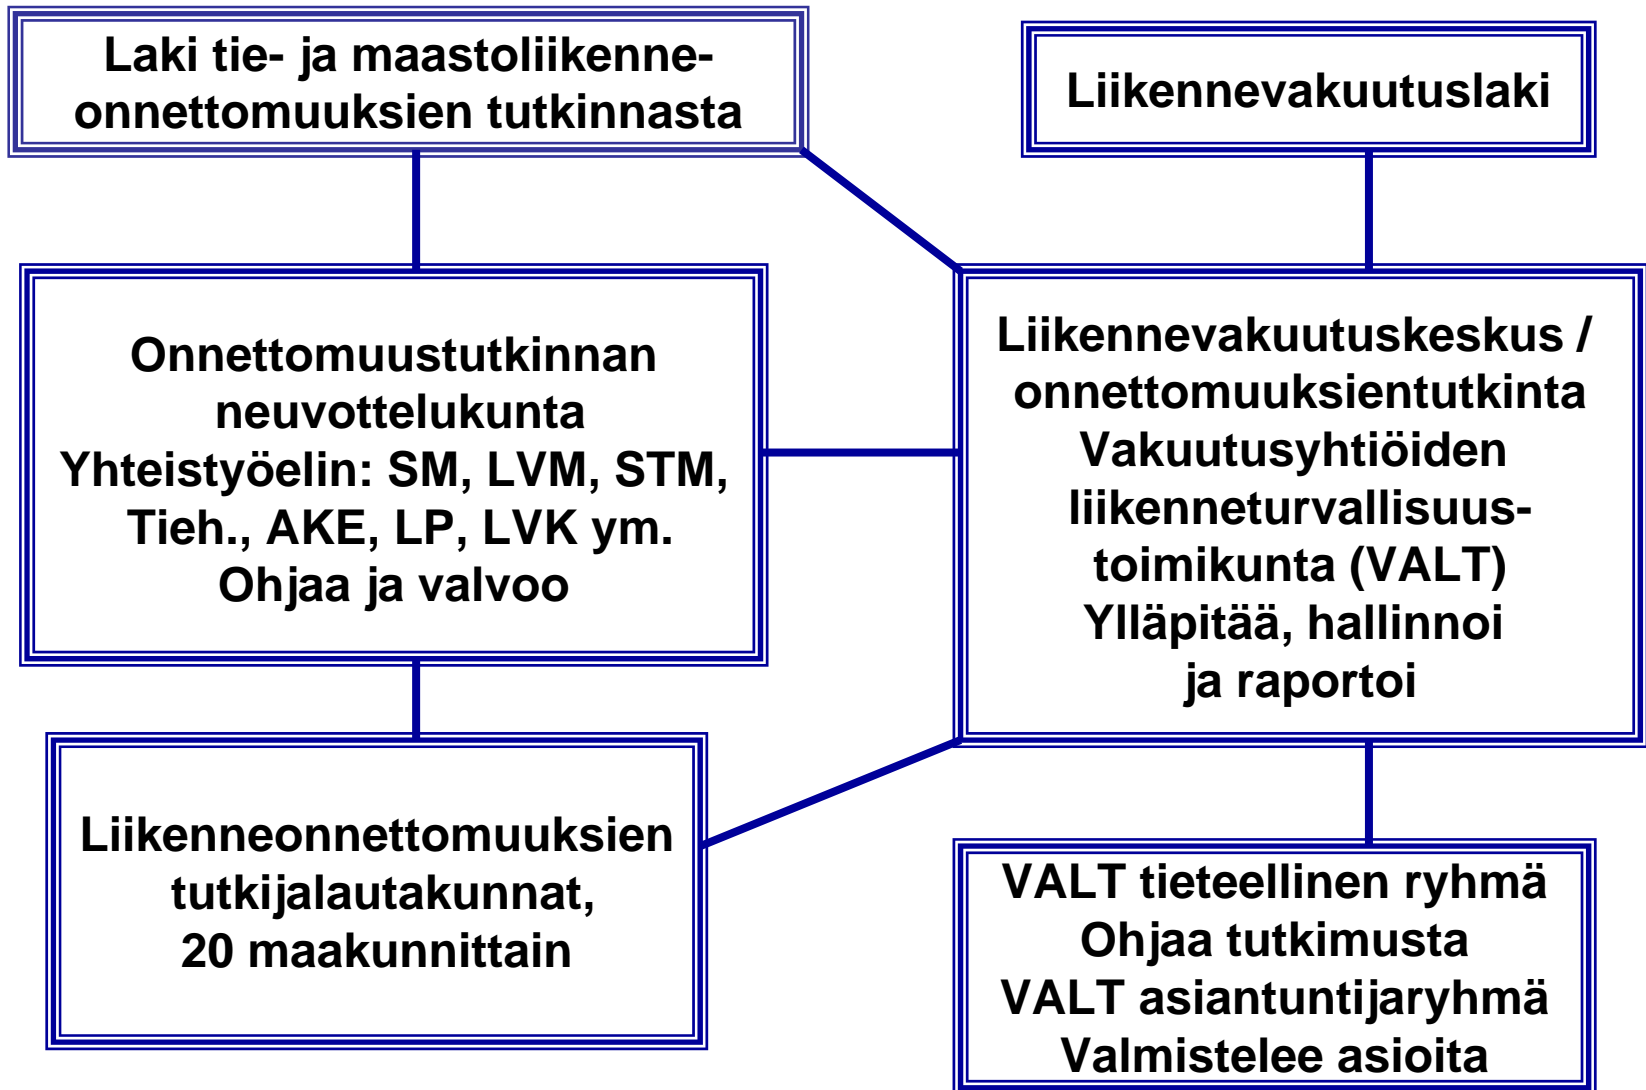 Laki tie- ja maastoliikenne-
onnettomuuksien tutkinnasta
Liikennevakuutuslaki
Onnettomuustutkinnan
neuvottelukunta
Yhteistyöelin: SM, LVM, STM,
Tieh., AKE, LP, LVK ym.
Ohjaa ja valvoo
Liikennevakuutuskeskus /
onnettomuuksientutkinta
Vakuutusyhtiöiden
liikenneturvallisuus-
toimikunta (VALT)
Ylläpitää, hallinnoi
ja raportoi
Liikenneonnettomuuksien
tutkijalautakunnat,
20 maakunnittain
VALT tieteellinen ryhmä
Ohjaa tutkimusta
VALT asiantuntijaryhmä
Valmistelee asioita